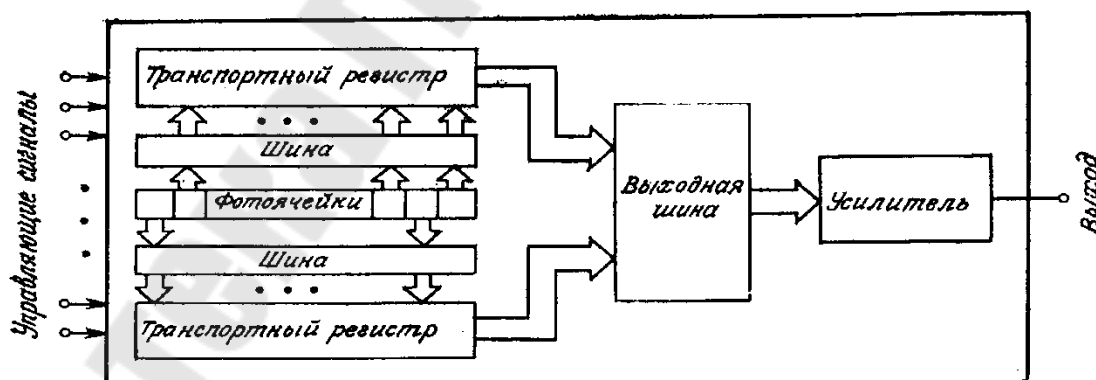 Управляющие сигналы
Транспортный регистр
Шина
Фотоячейки
Шина
Транспортный регистр
Выходная
шина
Усилитель
Выход